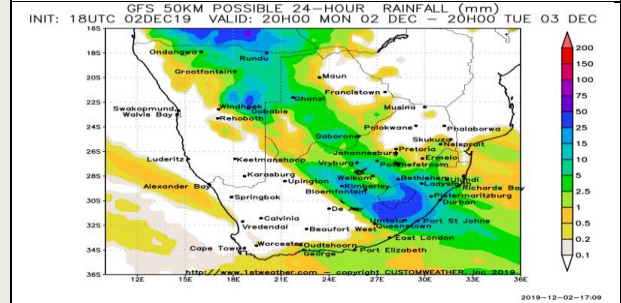 GFS 50KM POSSIBLE 24-HOUR RAINFALL (mm)
INIT: 18UTC 02DEC19 VALID: 20H00 MON 02 DEC – 20H00 TUE 03 DEC
16S
Ondangwa
Rundu
18S
Grootfontein
20S
Maun
Francistown
22S
Ghanzi
Musina
Swakopmund
Windhoek
Gobabis
Walvis Bay
Rehoboth
24S
Polokwane
Phalaborwa
Gaborone
Skukuza
Nelspruit
26S
Johannesburg
Pretoria
Luderitz
Keetmanshoop
Vryburg
Potchefstroom
Ermelo
28S
Karasburg
Upington
Welkom
Bethlehem
Ulundi
Alexander Bay
Kimberley
Ladysmith
Richards Bay
Bloemfontein
Springbok
Pietermaritzburg
30S
De Aar
Durban
Calvinia
Umtata
Port St Johns
32S
Vredendal
Beaufort West
Queenstown
East London
34S
Cape Town
Worcester
Oudtshoorn
George
Port Elizabeth
http://www.1stweather.com – copyright CUSTOMWEATHER, Inc 2019
36S
12E 15E 18E 21E 24E 27E 30E 33E 36E
200
150
100
75
50
25
15
10
5
2.5
1
0.5
0.2
0.1
2019-12-02-17:09